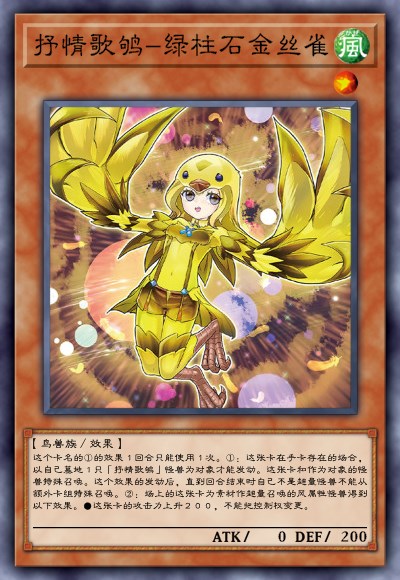 抒情歌鸲-绿柱石金丝雀
風
【鸟兽族／效果】
这个卡名的①的效果1回合只能使用1次。①：这张卡在手卡存在的场合，
以自己墓地1只「抒情歌鸲」怪兽为对象才能发动。这张卡和作为对象的怪
兽特殊召唤。这个效果的发动后，直到回合结束时自己不是超量怪兽不能从
额外卡组特殊召唤。②：场上的这张卡为素材作超量召唤的风属性怪兽得到
以下效果。●这张卡的攻击力上升200，不能把控制权变更。
ATK/ 0 DEF/ 200